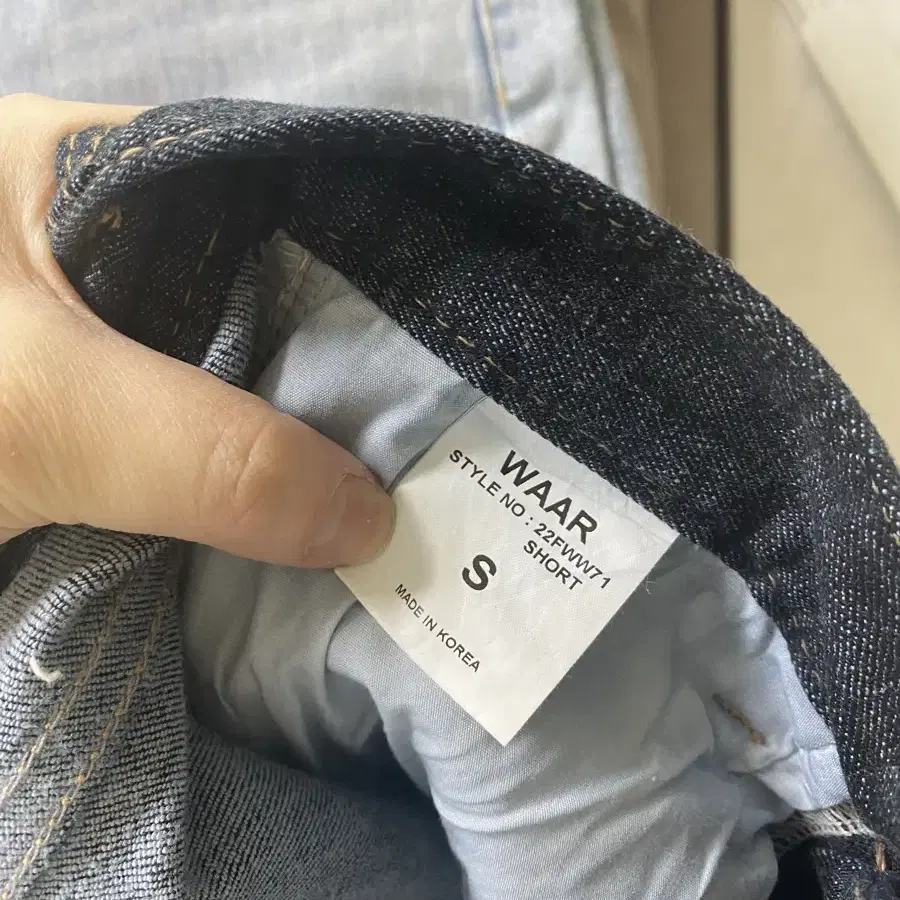 WAAR
STYLE NO : 22FWW71
SHORT
S
MADE IN KOREA